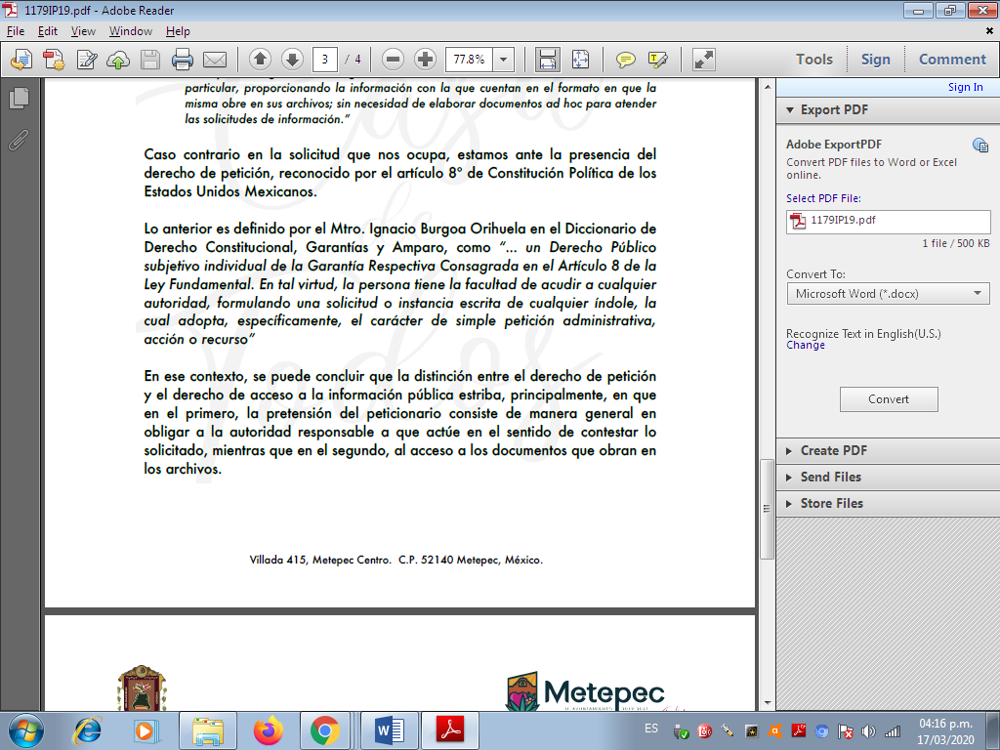 1179IP19.pdf - Adobe Reader
File Edit View Window Help
3 / 4 77.8% Tools Sign Comment
Sign In
particular, proporcionando la información con la que cuentan en el formato en que la
misma obre en sus archivos; sin necesidad de elaborar documentos ad hoc para atender
las solicitudes de información.”
Caso contrario en la solicitud que nos ocupa, estamos ante la presencia del
derecho de petición, reconocido por el artículo 8° de Constitución Política de los
Estados Unidos Mexicanos.
Lo anterior es definido por el Mtro. Ignacio Burgoa Orihuela en el Diccionario de
Derecho Constitucional, Garantías y Amparo, como “... un Derecho Público
subjetivo individual de la Garantía Respectiva Consagrada en el Artículo 8 de la
Ley Fundamental. En tal virtud, la persona tiene la facultad de acudir a cualquier
autoridad, formulando una solicitud o instancia escrita de cualquier índole, la
cual adopta, específicamente, el carácter de simple petición administrativa,
acción o recurso”
En ese contexto, se puede concluir que la distinción entre el derecho de petición
y el derecho de acceso a la información pública estriba, principalmente, en que
en el primero, la pretensión del peticionario consiste de manera general en
obligar a la autoridad responsable a que actúe en el sentido de contestar lo
solicitado, mientras que en el segundo, al acceso a los documentos que obran en
los archivos.
Villada 415, Metepec Centro. C.P. 52140 Metepec, México.
Metepec
Casa
de
Todos
Export PDF
Adobe ExportPDF
Convert PDF files to Word or Excel
online.
Select PDF File:
1179IP19.pdf
1 file / 500 KB
Convert To:
Microsoft Word (*.docx)
Recognize Text in English(U.S.)
Change
Convert
Create PDF
Send Files
Store Files
ES
04:16 p.m.
17/03/2020